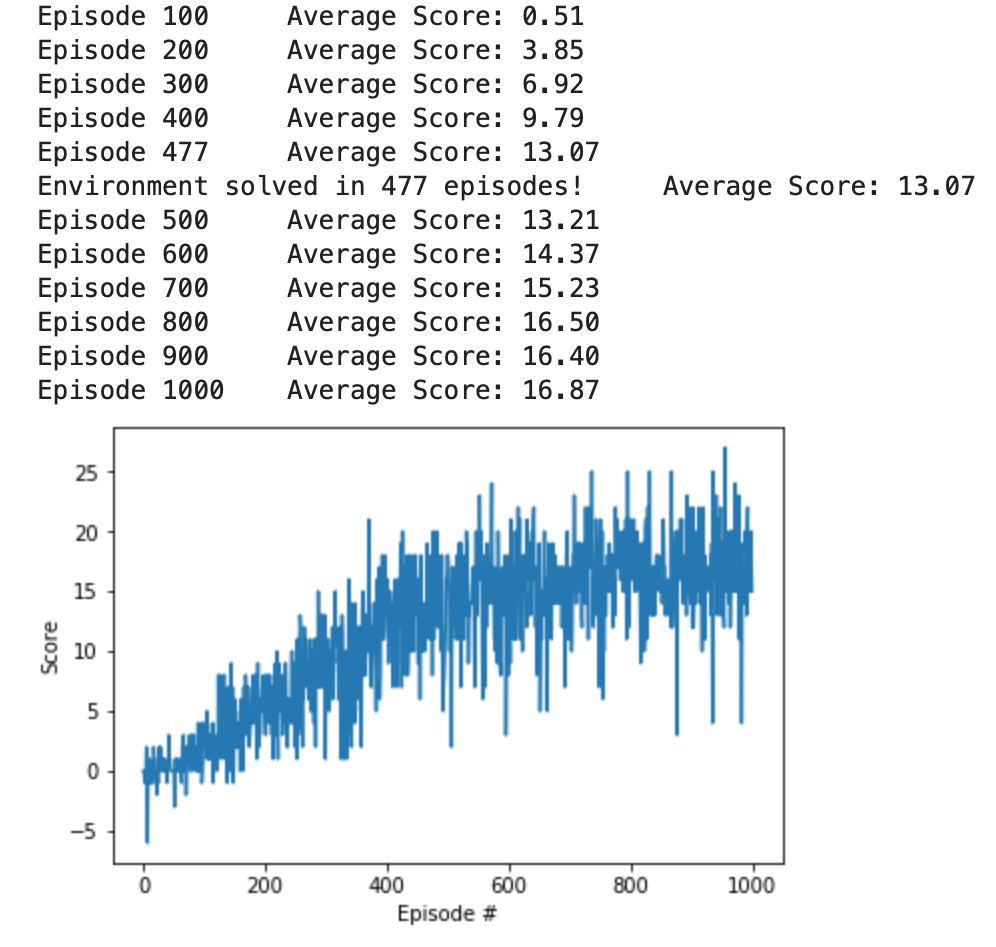 Episode 100     Average Score: 0.51
Episode 200     Average Score: 3.85
Episode 300     Average Score: 6.92
Episode 400     Average Score: 9.79
Episode 477     Average Score: 13.07
Environment solved in 477 episodes!     Average Score: 13.07
Episode 500     Average Score: 13.21
Episode 600     Average Score: 14.37
Episode 700     Average Score: 15.23
Episode 800     Average Score: 16.50
Episode 900     Average Score: 16.40
Episode 1000    Average Score: 16.87
25
20
15
10
5
0
−5
Score
0 200 400 600 800 1000
Episode #